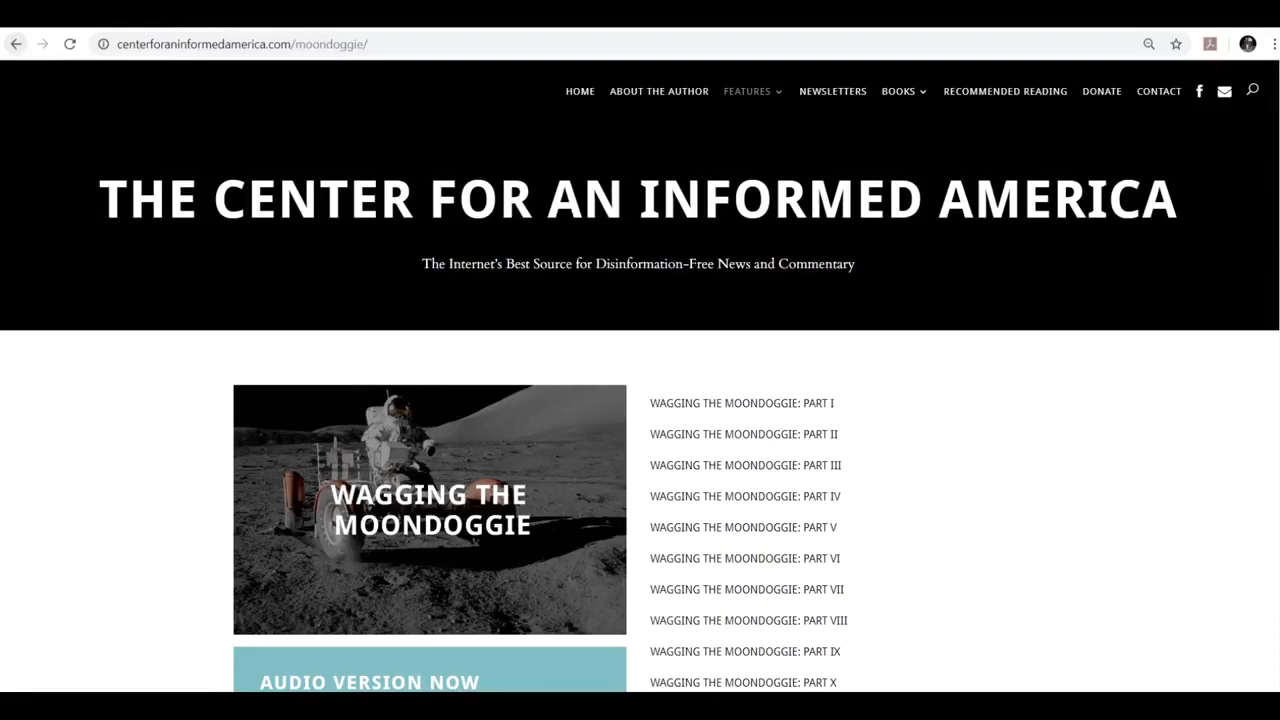 centerforaninformedamerica.com/moondoggie/
HOME ABOUT THE AUTHOR FEATURES NEWSLETTERS BOOKS RECOMMENDED READING DONATE CONTACT
THE CENTER FOR AN INFORMED AMERICA
The Internet's Best Source for Disinformation-Free News and Commentary
WAGGING THE
MOONDOGGIE
AUDIO VERSION NOW
WAGGING THE MOONDOGGIE: PART I
WAGGING THE MOONDOGGIE: PART II
WAGGING THE MOONDOGGIE: PART III
WAGGING THE MOONDOGGIE: PART IV
WAGGING THE MOONDOGGIE: PART V
WAGGING THE MOONDOGGIE: PART VI
WAGGING THE MOONDOGGIE: PART VII
WAGGING THE MOONDOGGIE: PART VIII
WAGGING THE MOONDOGGIE: PART IX
WAGGING THE MOONDOGGIE: PART X